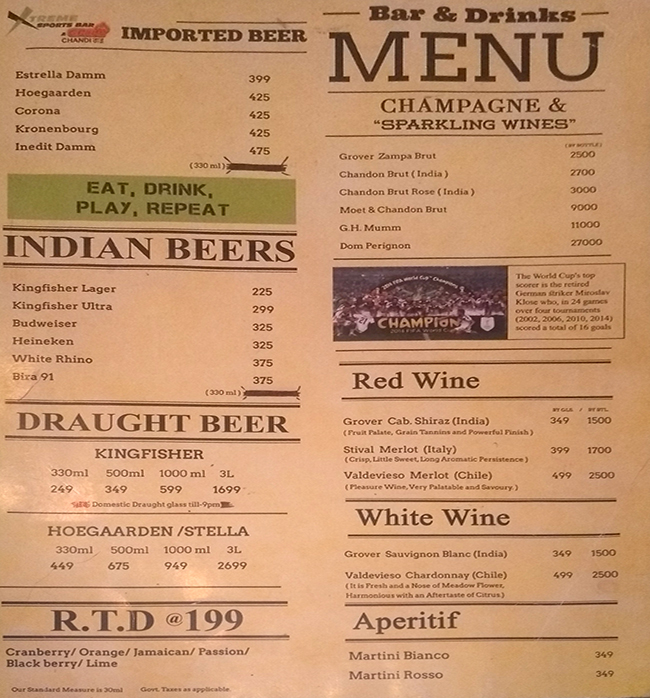 XTREME
SPORTS BAR
CHANDI
IMPORTED BEER
Estrella Damm 399
Hoegaarden 425
Corona 425
Kronenbourg 425
Inedit Damm 475
(330 ml)
EAT, DRINK,
PLAY, REPEAT
INDIAN BEERS
Kingfisher Lager 225
Kingfisher Ultra 299
Budweiser 325
Heineken 325
White Rhino 375
Bira 91 375
(330 ml)
DRAUGHT BEER
KINGFISHER
330ml 500ml 1000 ml 3L
249 349 599 1699
Domestic Draught glass till-9pm
HOEGAARDEN /STELLA
330ml 500ml 1000 ml 3L
449 675 949 2699
R.T.D @199
Cranberry/ Orange/ Jamaican/ Passion/
Black berry/ Lime
Our Standard Measure is 30ml Govt. Taxes as applicable
Bar & Drinks
MENU
CHAMPAGNE &
"SPARKLING WINES"
(BY BOTTLE)
Grover Zampa Brut 2500
Chandon Brut ( India ) 2700
Chandon Brut Rose ( India ) 3000
Moet & Chandon Brut 9000
G.H. Mumm 11000
Dom Perignon 27000
2014 FIFA World Cup Champions
CHAMPION
2014 FIFA World Cup
The World Cup's top
scorer is the retired
German striker Miroslav
Klose who, in 24 games
over four tournaments
(2002, 2006, 2010, 2014)
scored a total of 16 goals
Red Wine
BY GLS. / BY BTL.
Grover Cab. Shiraz (India) 349 1500
( Fruit Palate, Grain Tannins and Powerful Finish )
Stival Merlot (Italy) 399 1700
( Crisp, Little Sweet, Long Aromatic Persistence )
Valdevieso Merlot (Chile) 499 2500
( Pleasure Wine, Very Palatable and Savoury. )
White Wine
Grover Sauvignon Blanc (India) 349 1500
Valdevieso Chardonnay (Chile) 499 2500
( It is Fresh and a Nose of Meadow Flower,
Harmonious with an Aftertaste of Citrus.)
Aperitif
Martini Bianco 349
Martini Rosso 349